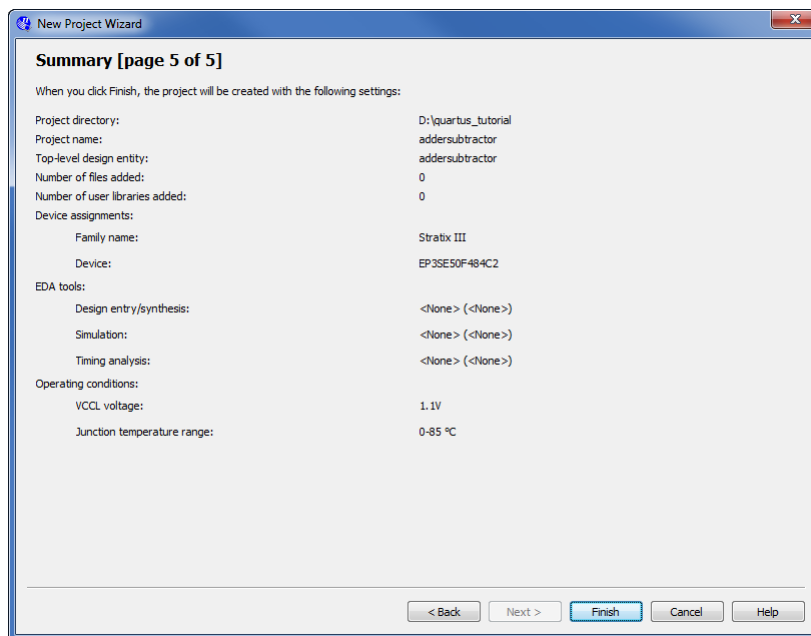 New Project Wizard
Summary [page 5 of 5]
When you click Finish, the project will be created with the following settings:
Project directory: D:\quartus_tutorial
Project name: addersubtractor
Top-level design entity: addersubtractor
Number of files added: 0
Number of user libraries added: 0
Device assignments:
Family name: Stratix III
Device: EP3SE50F484C2
EDA tools:
Design entry/synthesis: <None> (<None>)
Simulation: <None> (<None>)
Timing analysis: <None> (<None>)
Operating conditions:
VCCL voltage: 1.1V
Junction temperature range: 0-85 °C
< Back Next > Finish Cancel Help